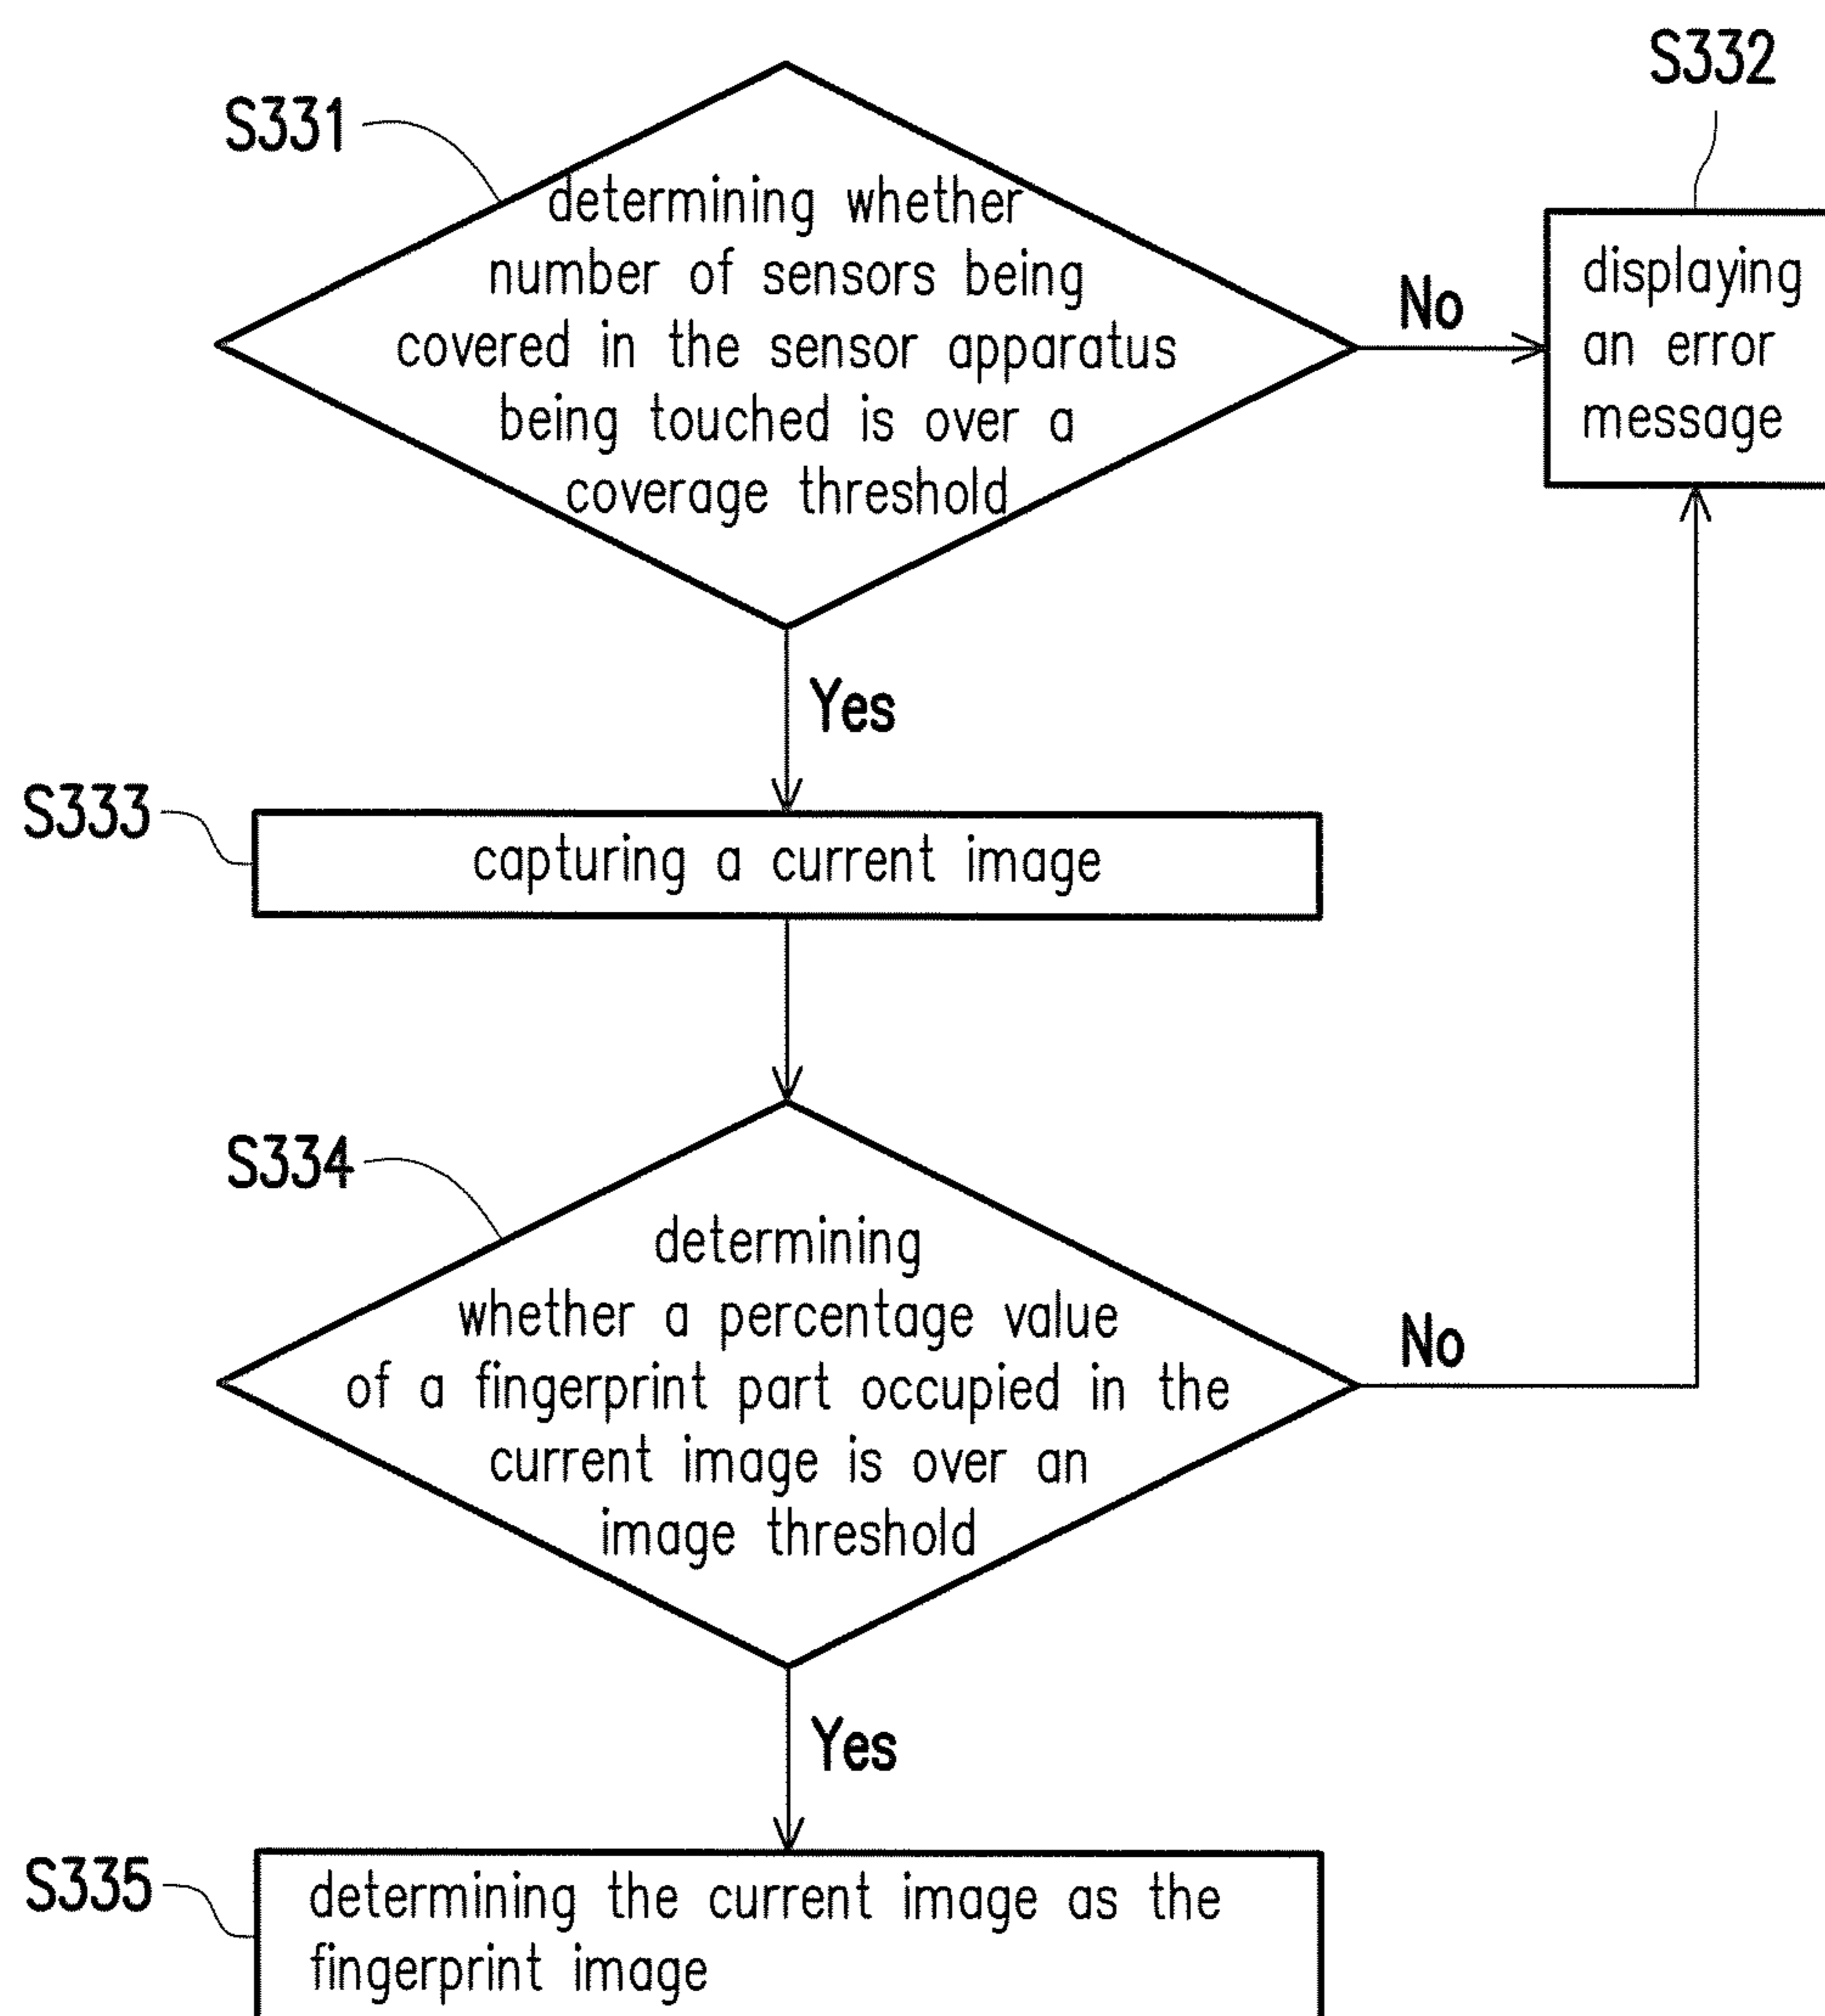 S332
S331
determining whether
number of sensors being
covered in the sensor apparatus
being touched is over a
coverage threshold
No
displaying
an error
message
Yes
S333
capturing a current image
S334
determining
whether a percentage value
of a fingerprint part occupied in the
current image is over an
image threshold
No
Yes
S335
determining the current image as the
fingerprint image